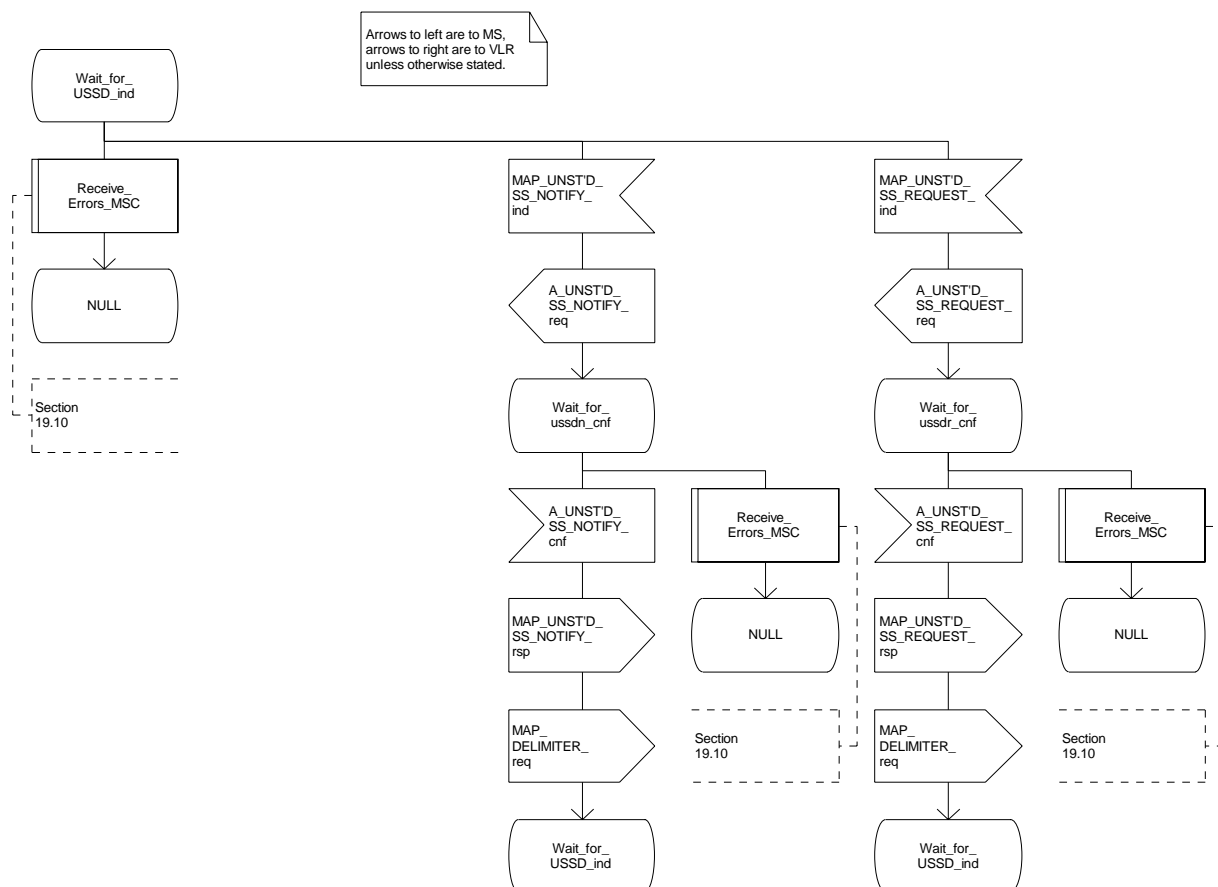 Arrows to left are to MS,
arrows to right are to VLR
unless otherwise stated.
Wait_for_
USSD_ind
Receive_
Errors_MSC
NULL
Section
19.10
MAP_UNST'D_
SS_NOTIFY_
ind
A_UNST'D_
SS_NOTIFY_
req
Wait_for_
ussdn_cnf
A_UNST'D_
SS_NOTIFY_
cnf
MAP_UNST'D_
SS_NOTIFY_
rsp
MAP_
DELIMITER_
req
Wait_for_
USSD_ind
Receive_
Errors_MSC
NULL
Section
19.10
MAP_UNST'D_
SS_REQUEST_
ind
A_UNST'D_
SS_REQUEST_
req
Wait_for_
ussdr_cnf
A_UNST'D_
SS_REQUEST_
cnf
MAP_UNST'D_
SS_REQUEST_
rsp
MAP_
DELIMITER_
req
Wait_for_
USSD_ind
Receive_
Errors_MSC
NULL
Section
19.10